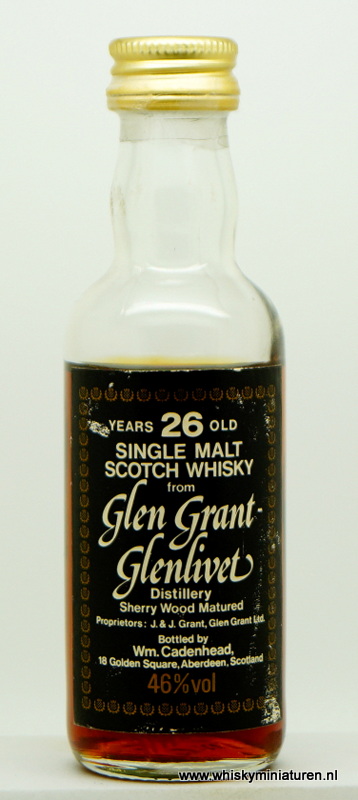 YEARS 26 OLD
SINGLE MALT
SCOTCH WHISKY
from
Glen Grant-
Glenlivet
Distillery
Sherry Wood Matured
Proprietors: J. & J. Grant, Glen Grant Ltd.
Bottled by
Wm. Cadenhead,
18 Golden Square, Aberdeen, Scotland
46%vol
www.whiskyminiaturen.nl